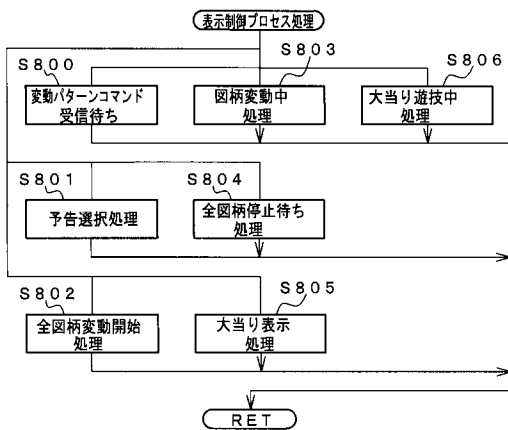 表示制御プロセス処理
S800
変動パターンコマンド
受信待ち
S803
図柄変動中
処理
S806
大当り遊技中
処理
S801
予告選択処理
S804
全図柄停止待ち
処理
S802
全図柄変動開始
処理
S805
大当り表示
処理
RET